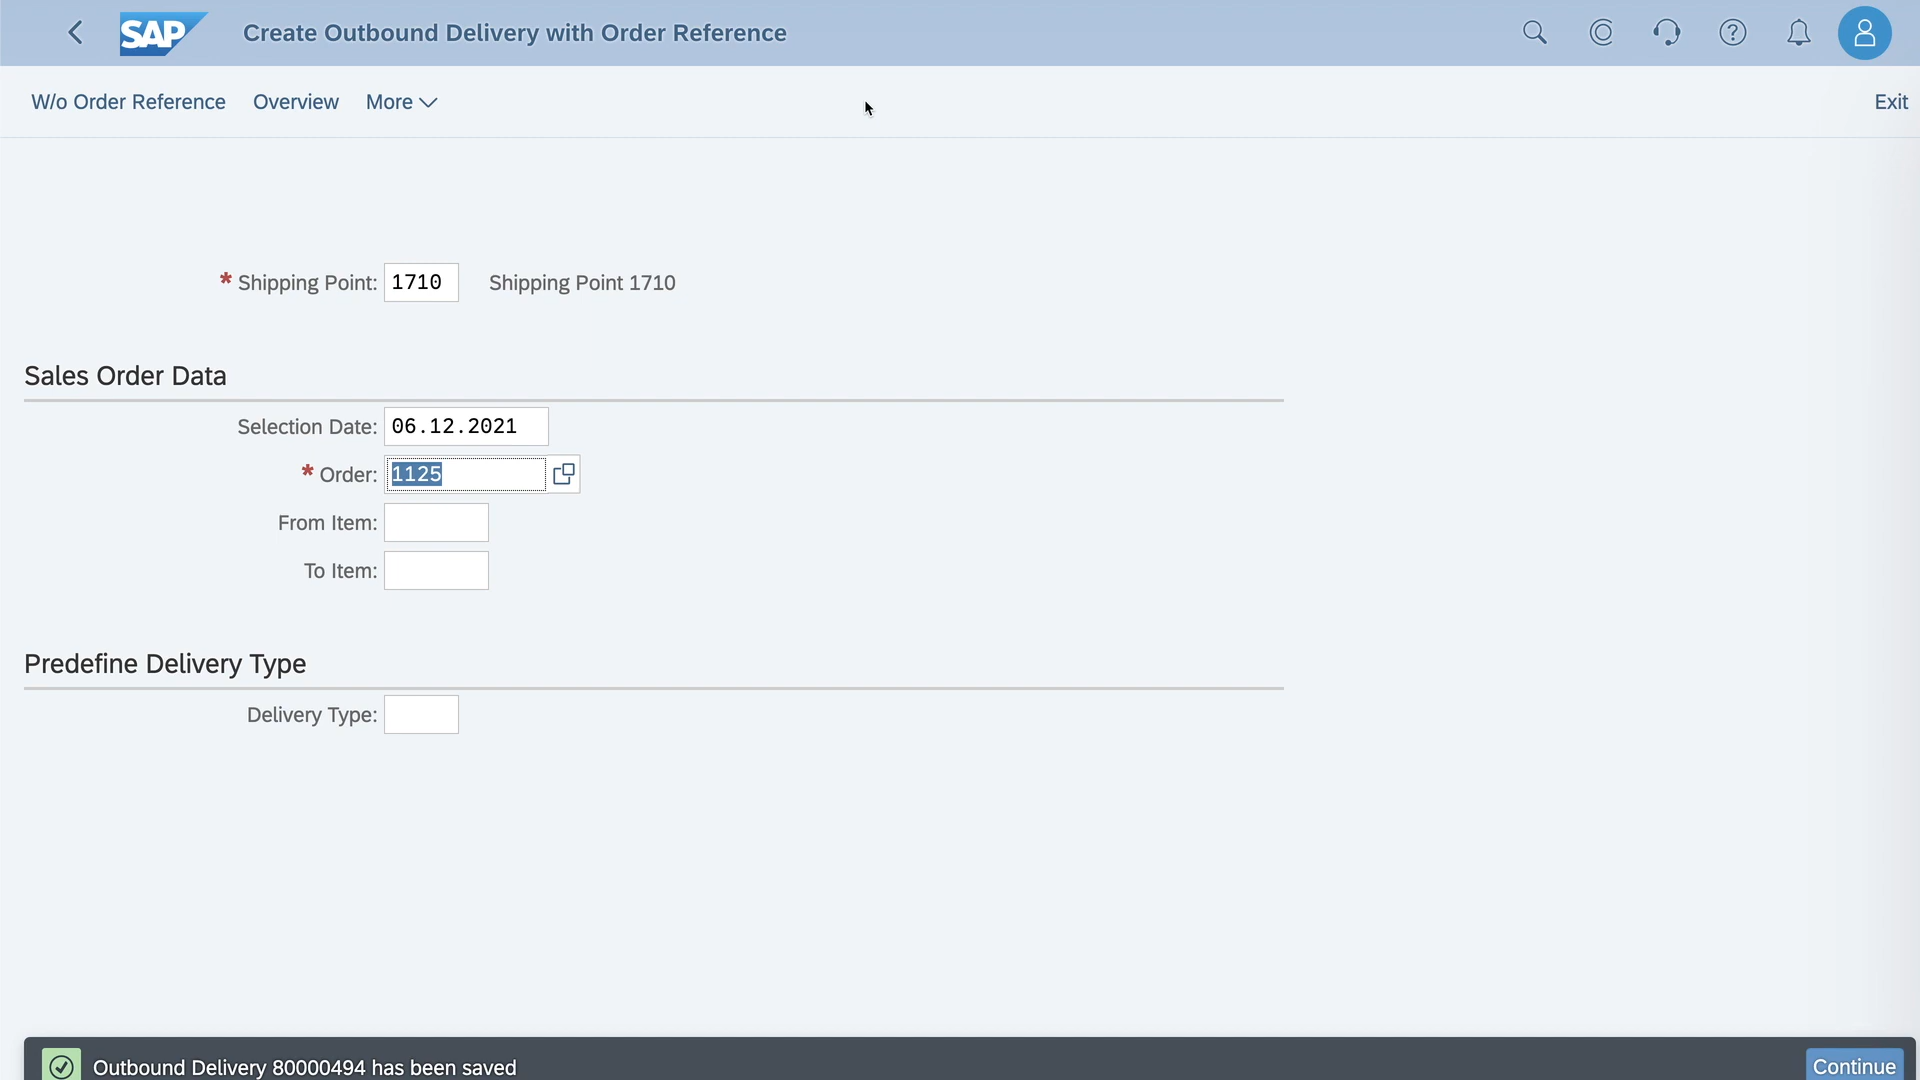 SAP Create Outbound Delivery with Order Reference
W/o Order Reference Overview More Exit
* Shipping Point: 1710 Shipping Point 1710
Sales Order Data
Selection Date: 06.12.2021
* Order: 1125
From Item:
To Item:
Predefine Delivery Type
Delivery Type:
Outbound Delivery 80000494 has been saved Continue